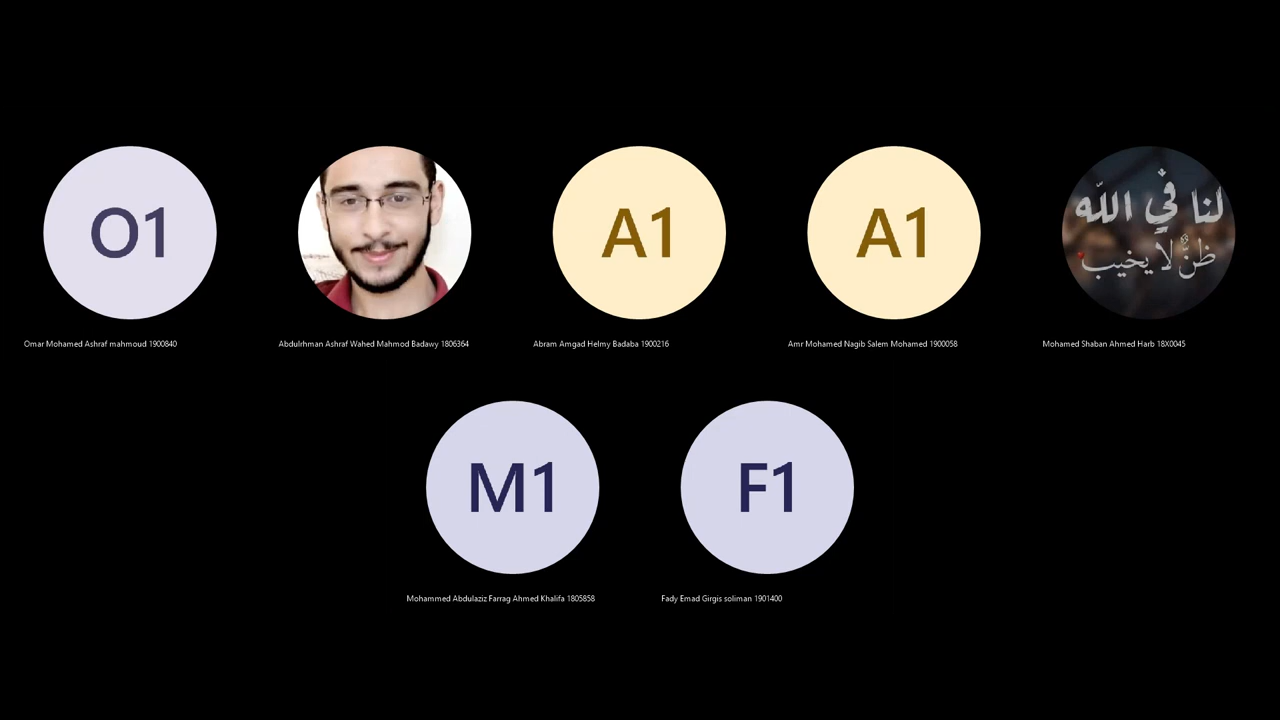 O1
A1
A1
لنا في الله
ظنٌّ لا يخيب
Omar Mohamed Ashraf mahmoud 1900840
Abdulrhman Ashraf Wahed Mahmod Badawy 1806364
Abram Amgad Helmy Badaba 1900216
Amr Mohamed Nagib Salem Mohamed 1900058
Mohamed Shaban Ahmed Harb 18X0045
M1
F1
Mohammed Abdulaziz Farrag Ahmed Khalifa 1805858
Fady Emad Girgis soliman 1901400